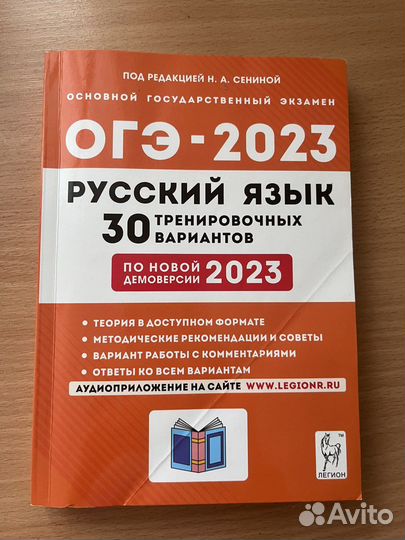 ПОД РЕДАКЦИЕЙ Н. А. СЕНИНОЙ
ОСНОВНОЙ ГОСУДАРСТВЕННЫЙ ЭКЗАМЕН
ОГЭ - 2023
РУССКИЙ ЯЗЫК
30 ТРЕНИРОВОЧНЫХ
ВАРИАНТОВ
ПО НОВОЙ
ДЕМОВЕРСИИ 2023
• ТЕОРИЯ В ДОСТУПНОМ ФОРМАТЕ
• МЕТОДИЧЕСКИЕ РЕКОМЕНДАЦИИ И СОВЕТЫ
• ВАРИАНТ РАБОТЫ С КОММЕНТАРИЯМИ
• ОТВЕТЫ КО ВСЕМ ВАРИАНТАМ
АУДИОПРИЛОЖЕНИЕ НА САЙТЕ WWW.LEGIONR.RU
TM
ЛЕГИОН
Avito